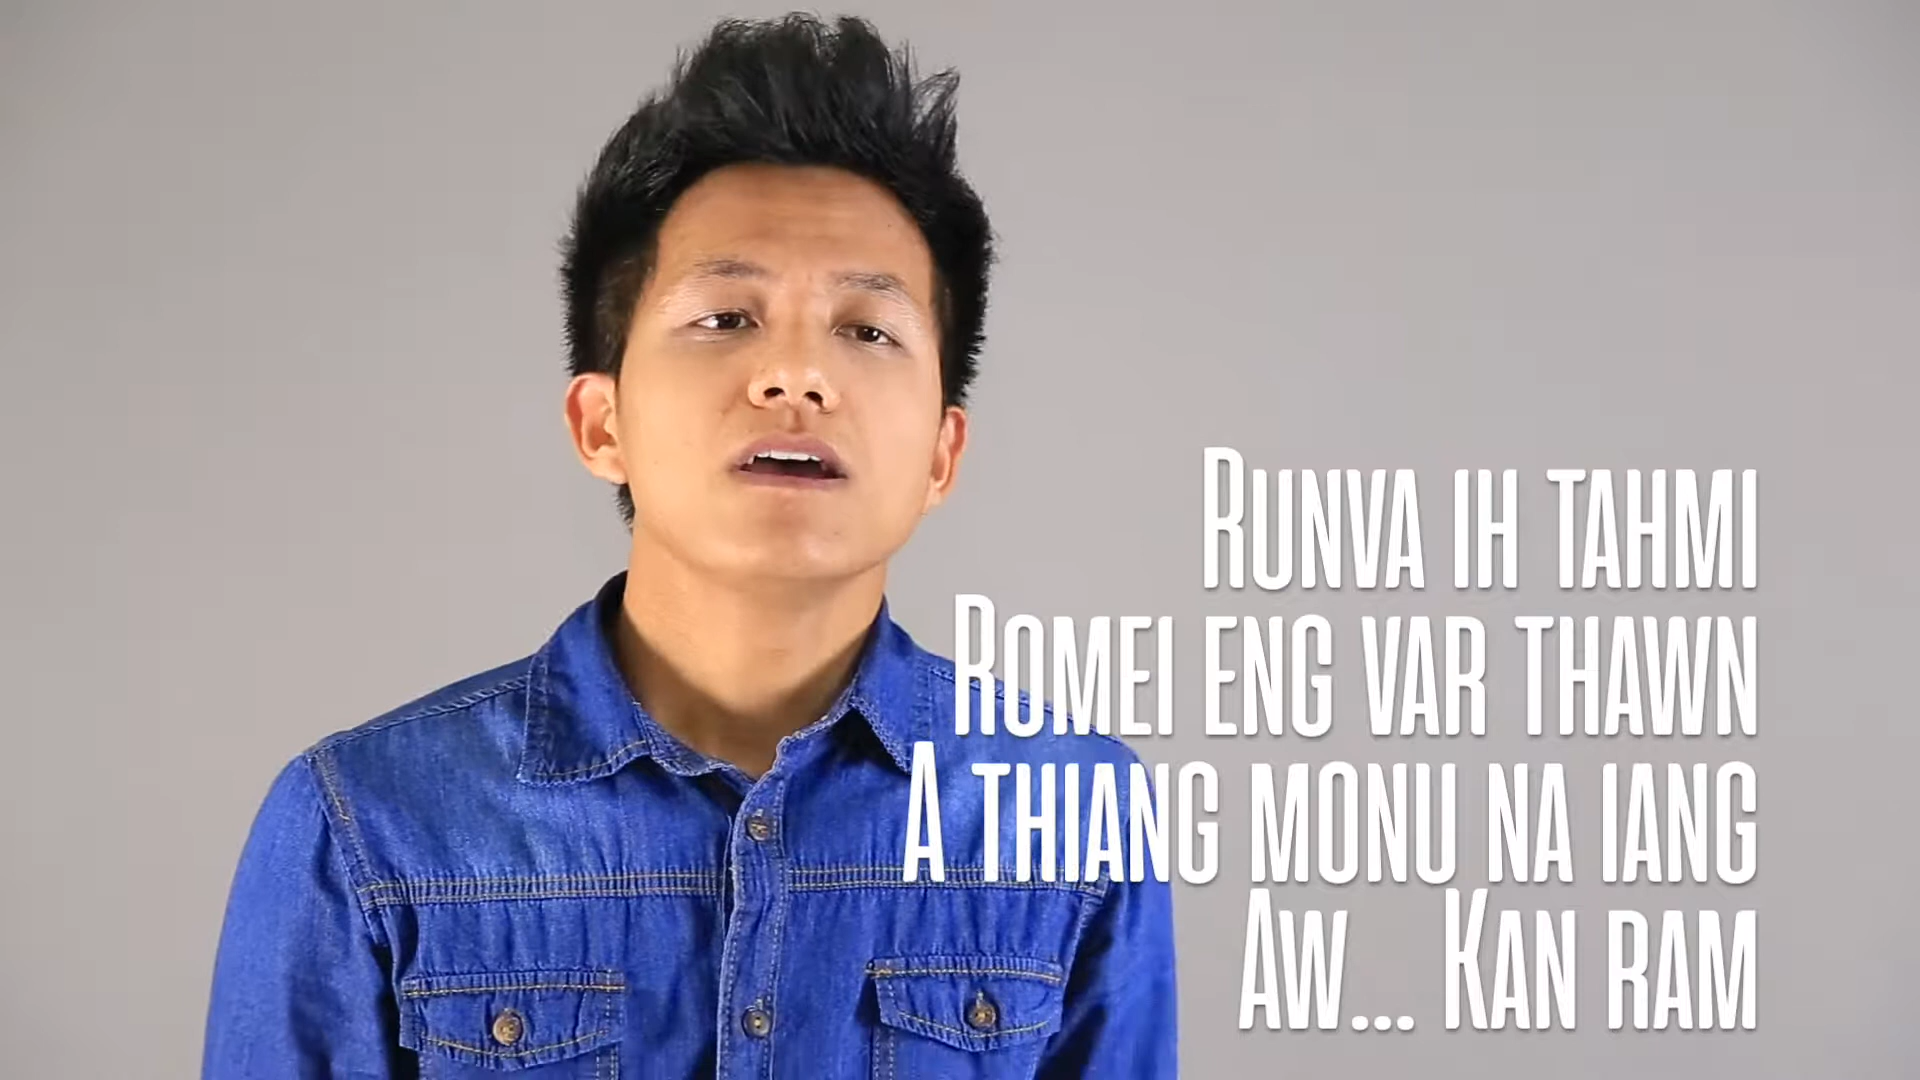 Runva ih tahmi
Romei eng var thawn
A thiang monu na iang
Aw... Kan ram